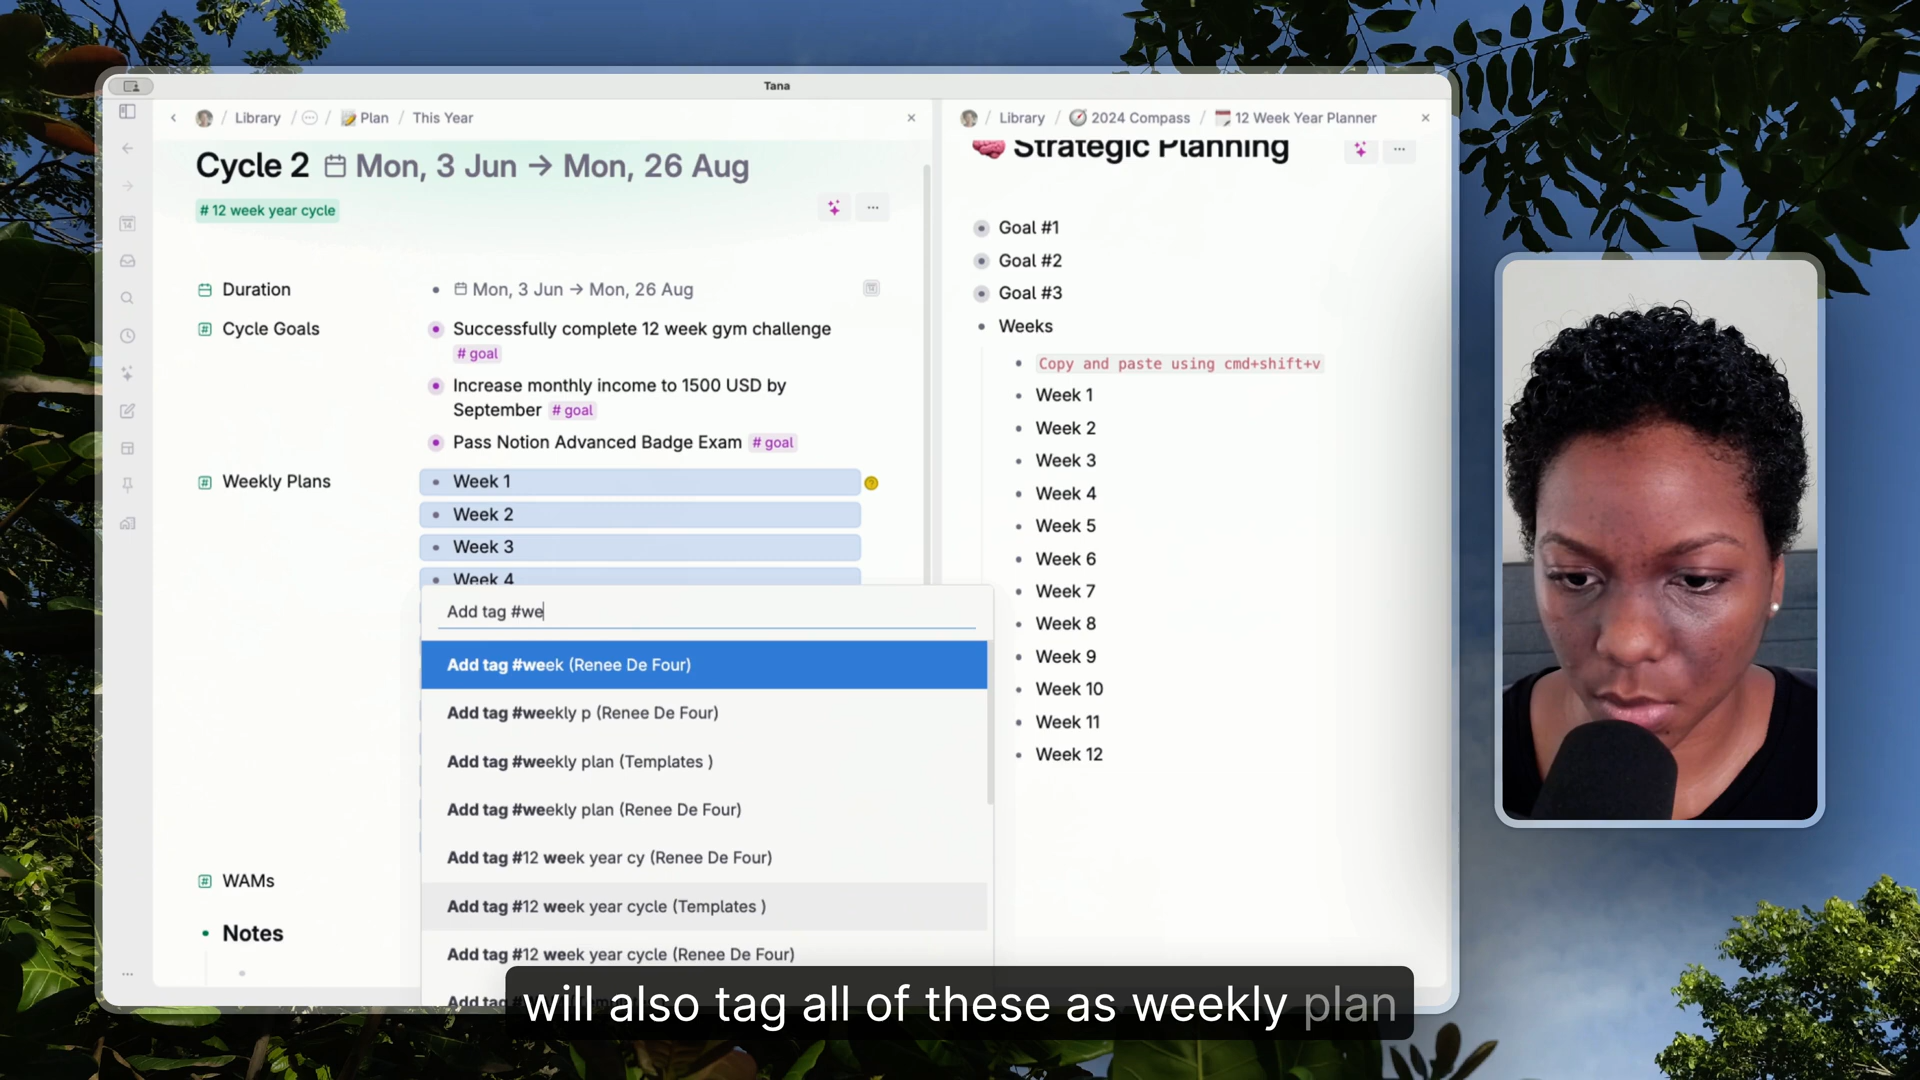 Tana
Library / Plan / This Year
Cycle 2 Mon, 3 Jun → Mon, 26 Aug
# 12 week year cycle
Duration
Mon, 3 Jun → Mon, 26 Aug
Cycle Goals
Successfully complete 12 week gym challenge
# goal
Increase monthly income to 1500 USD by
September # goal
Pass Notion Advanced Badge Exam # goal
Weekly Plans
Week 1
Week 2
Week 3
Week 4
Add tag #we
Add tag #week (Renee De Four)
Add tag #weekly p (Renee De Four)
Add tag #weekly plan (Templates )
Add tag #weekly plan (Renee De Four)
Add tag #12 week year cy (Renee De Four)
Add tag #12 week year cycle (Templates )
Add tag #12 week year cycle (Renee De Four)
Add tag
WAMs
Notes
Library / 2024 Compass / 12 Week Year Planner
Strategic Planning
Goal #1
Goal #2
Goal #3
Weeks
Copy and paste using cmd+shift+v
Week 1
Week 2
Week 3
Week 4
Week 5
Week 6
Week 7
Week 8
Week 9
Week 10
Week 11
Week 12
will also tag all of these as weekly plan